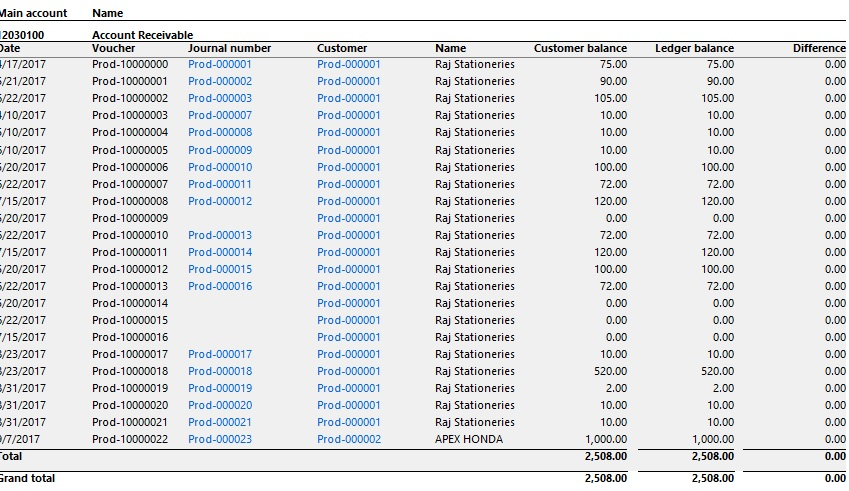 Main account Name
12030100 Account Receivable
Date Voucher Journal number Customer Name Customer balance Ledger balance Difference
/17/2017 Prod-10000000 Prod-000001 Prod-000001 Raj Stationeries 75.00 75.00 0.00
/21/2017 Prod-10000001 Prod-000002 Prod-000001 Raj Stationeries 90.00 90.00 0.00
/22/2017 Prod-10000002 Prod-000003 Prod-000001 Raj Stationeries 105.00 105.00 0.00
/10/2017 Prod-10000003 Prod-000007 Prod-000001 Raj Stationeries 10.00 10.00 0.00
/10/2017 Prod-10000004 Prod-000008 Prod-000001 Raj Stationeries 10.00 10.00 0.00
/10/2017 Prod-10000005 Prod-000009 Prod-000001 Raj Stationeries 10.00 10.00 0.00
/20/2017 Prod-10000006 Prod-000010 Prod-000001 Raj Stationeries 100.00 100.00 0.00
/22/2017 Prod-10000007 Prod-000011 Prod-000001 Raj Stationeries 72.00 72.00 0.00
/15/2017 Prod-10000008 Prod-000012 Prod-000001 Raj Stationeries 120.00 120.00 0.00
/20/2017 Prod-10000009 Prod-000001 Raj Stationeries 0.00 0.00 0.00
/22/2017 Prod-10000010 Prod-000013 Prod-000001 Raj Stationeries 72.00 72.00 0.00
/15/2017 Prod-10000011 Prod-000014 Prod-000001 Raj Stationeries 120.00 120.00 0.00
/20/2017 Prod-10000012 Prod-000015 Prod-000001 Raj Stationeries 100.00 100.00 0.00
/22/2017 Prod-10000013 Prod-000016 Prod-000001 Raj Stationeries 72.00 72.00 0.00
/20/2017 Prod-10000014 Prod-000001 Raj Stationeries 0.00 0.00 0.00
/22/2017 Prod-10000015 Prod-000001 Raj Stationeries 0.00 0.00 0.00
/15/2017 Prod-10000016 Prod-000001 Raj Stationeries 0.00 0.00 0.00
/23/2017 Prod-10000017 Prod-000017 Prod-000001 Raj Stationeries 10.00 10.00 0.00
/23/2017 Prod-10000018 Prod-000018 Prod-000001 Raj Stationeries 520.00 520.00 0.00
/31/2017 Prod-10000019 Prod-000019 Prod-000001 Raj Stationeries 2.00 2.00 0.00
/31/2017 Prod-10000020 Prod-000020 Prod-000001 Raj Stationeries 10.00 10.00 0.00
/31/2017 Prod-10000021 Prod-000021 Prod-000001 Raj Stationeries 10.00 10.00 0.00
/7/2017 Prod-10000022 Prod-000023 Prod-000002 APEX HONDA 1,000.00 1,000.00 0.00
Total 2,508.00 2,508.00 0.00
Grand total 2,508.00 2,508.00 0.00